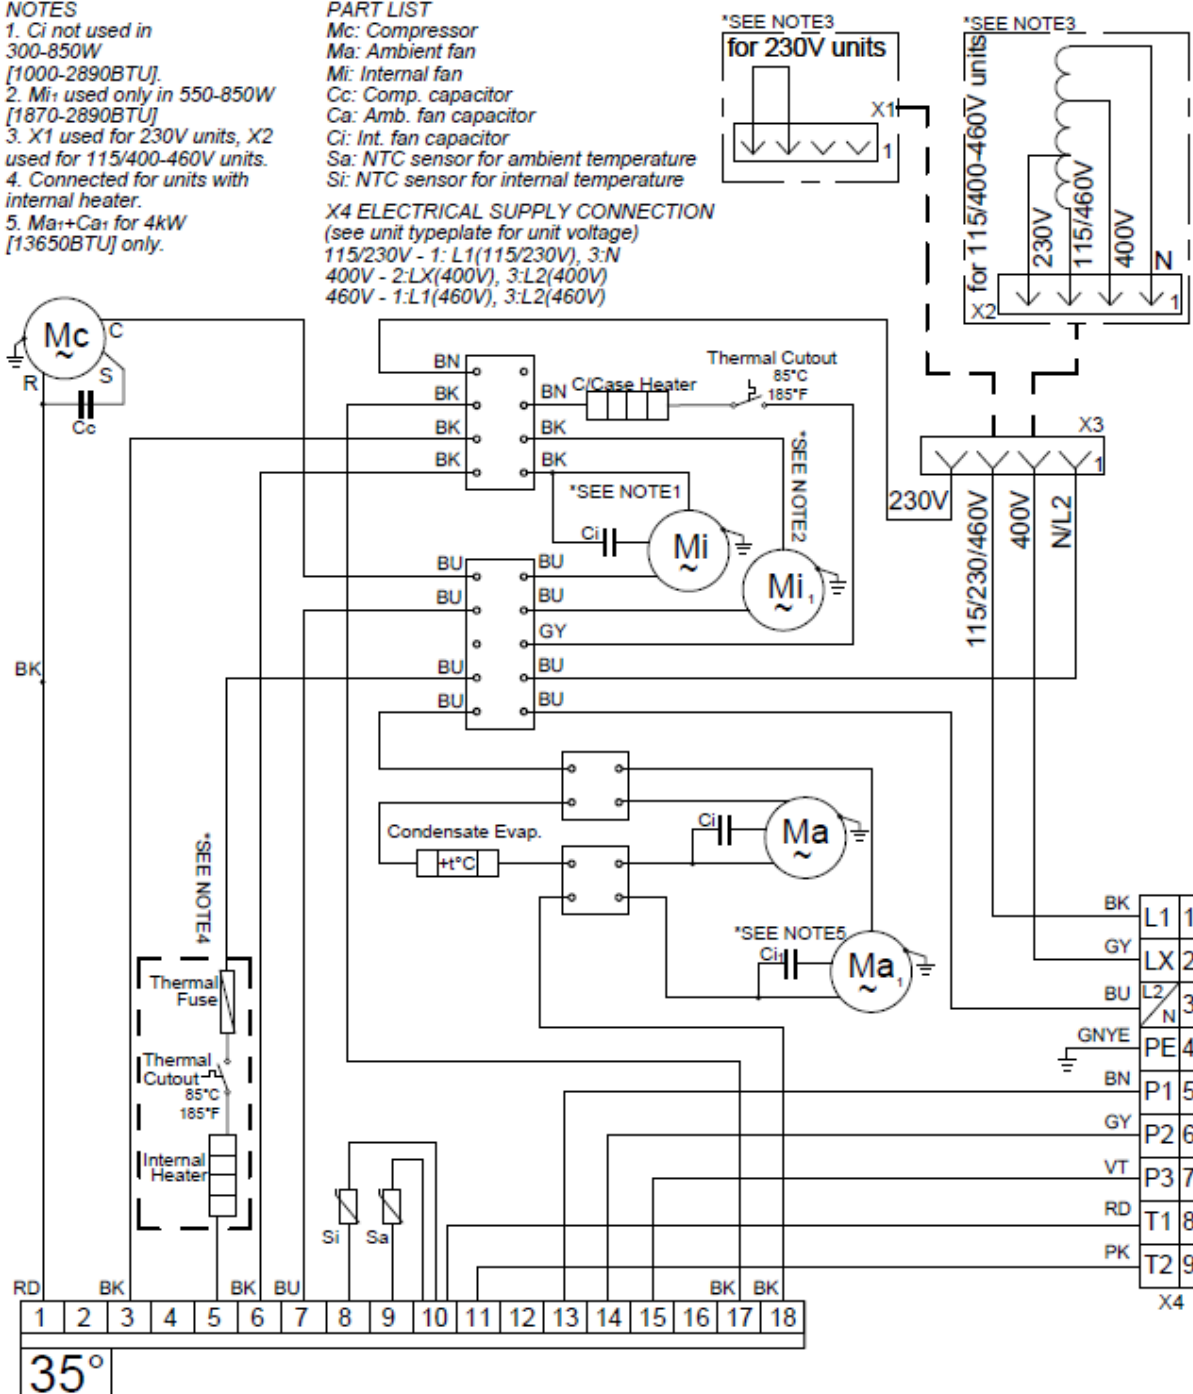 NOTES
1. Ci not used in
300-850W
[1000-2890BTU].
2. Mi1 used only in 550-850W
[1870-2890BTU]
3. X1 used for 230V units, X2
used for 115/400-460V units.
4. Connected for units with
internal heater.
5. Ma1+Ca1 for 4kW
[13650BTU] only.
PART LIST
Mc: Compressor
Ma: Ambient fan
Mi: Internal fan
Cc: Comp. capacitor
Ca: Amb. fan capacitor
Ci: Int. fan capacitor
Sa: NTC sensor for ambient temperature
Si: NTC sensor for internal temperature
X4 ELECTRICAL SUPPLY CONNECTION
(see unit typeplate for unit voltage)
115/230V - 1: L1(115/230V), 3:N
400V - 2:LX(400V), 3:L2(400V)
460V - 1:L1(460V), 3:L2(460V)
*SEE NOTE3
for 230V units
X1
1
*SEE NOTE3
for 115/400-460V units
230V
115/460V
400V
N
X2
1
Mc
~
C
R
S
Cc
BN
BK
BK
BK
BN
BK
BK
C/Case Heater
Thermal Cutout
85°C
185°F
*SEE NOTE1
*SEE NOTE2
Ci
Mi
~
Mi1
~
X3
1
230V
115/230/460V
400V
N/L2
BU
BU
BU
BU
BU
BU
GY
BU
BU
BK
Condensate Evap.
+t°C
Ci
Ma
~
*SEE NOTE5
Ci1
Ma1
~
*SEE NOTE4
Thermal
Fuse
Thermal
Cutout
85°C
185°F
Internal
Heater
Si
Sa
BK L1 1
GY LX 2
BU L2/N 3
GNYE PE 4
BN P1 5
GY P2 6
VT P3 7
RD T1 8
PK T2 9
X4
RD BK BK BU BK BK
1 2 3 4 5 6 7 8 9 10 11 12 13 14 15 16 17 18
35°